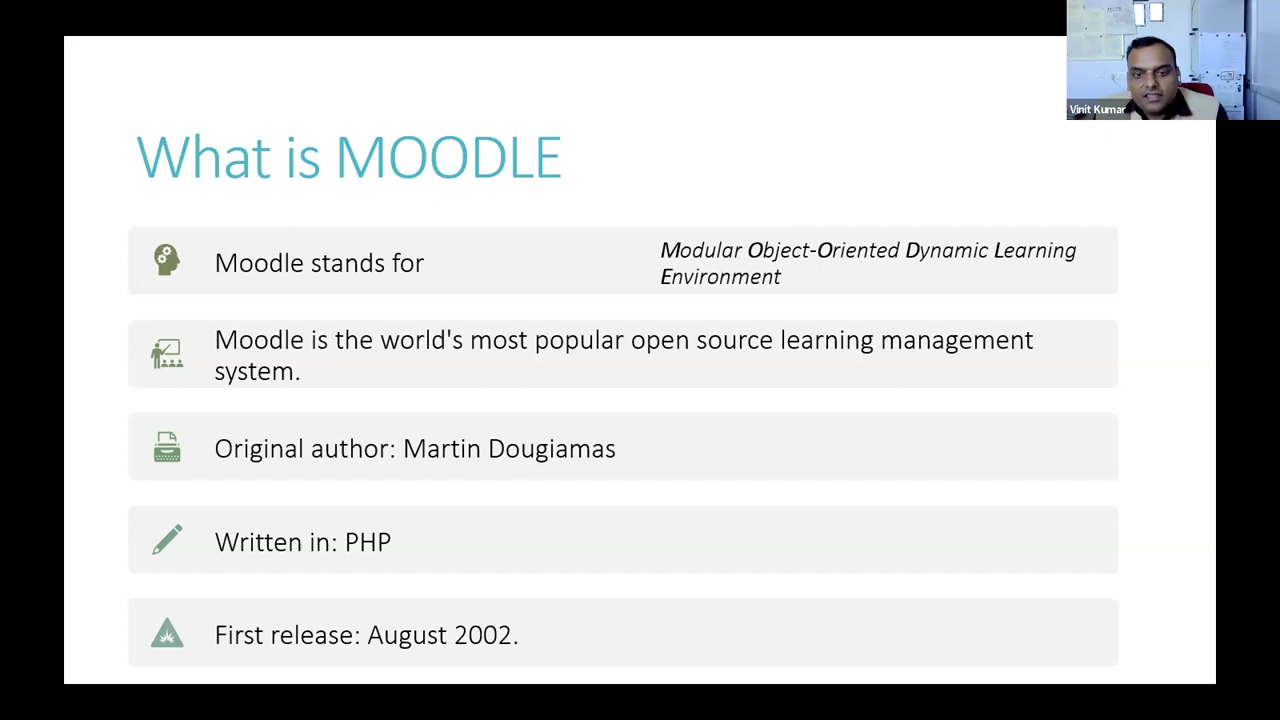 Vinit Kumar
What is MOODLE
Moodle stands for
Modular Object-Oriented Dynamic Learning
Environment
Moodle is the world's most popular open source learning management
system.
Original author: Martin Dougiamas
Written in: PHP
First release: August 2002.